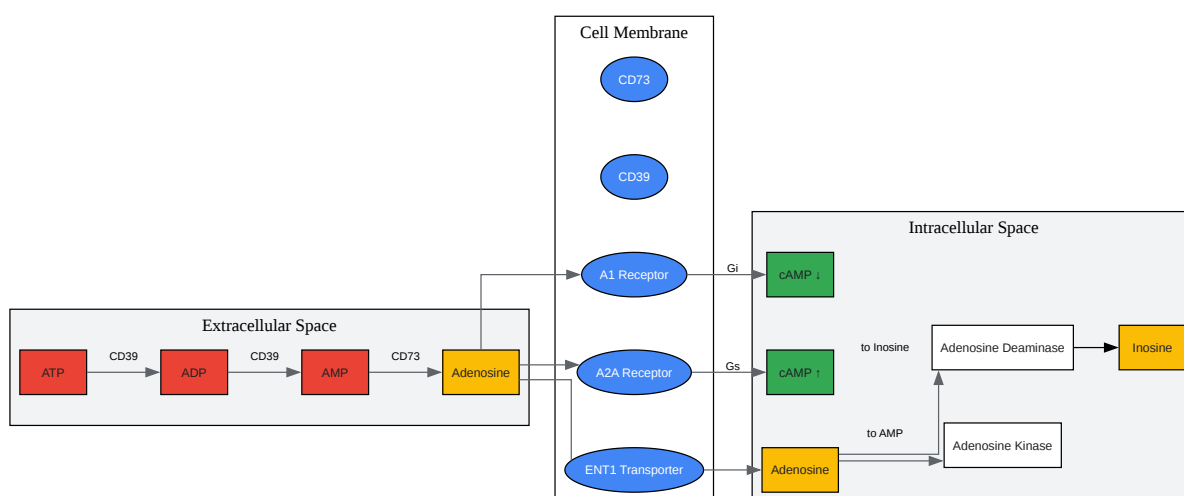 Cell Membrane
CD73
CD39
Intracellular Space
A1 Receptor
Gi
cAMP ↓
Extracellular Space
ATP
CD39
ADP
CD39
AMP
CD73
Adenosine
A2A Receptor
Gs
cAMP ↑
to Inosine
Adenosine Deaminase
Inosine
to AMP
Adenosine Kinase
ENT1 Transporter
Adenosine